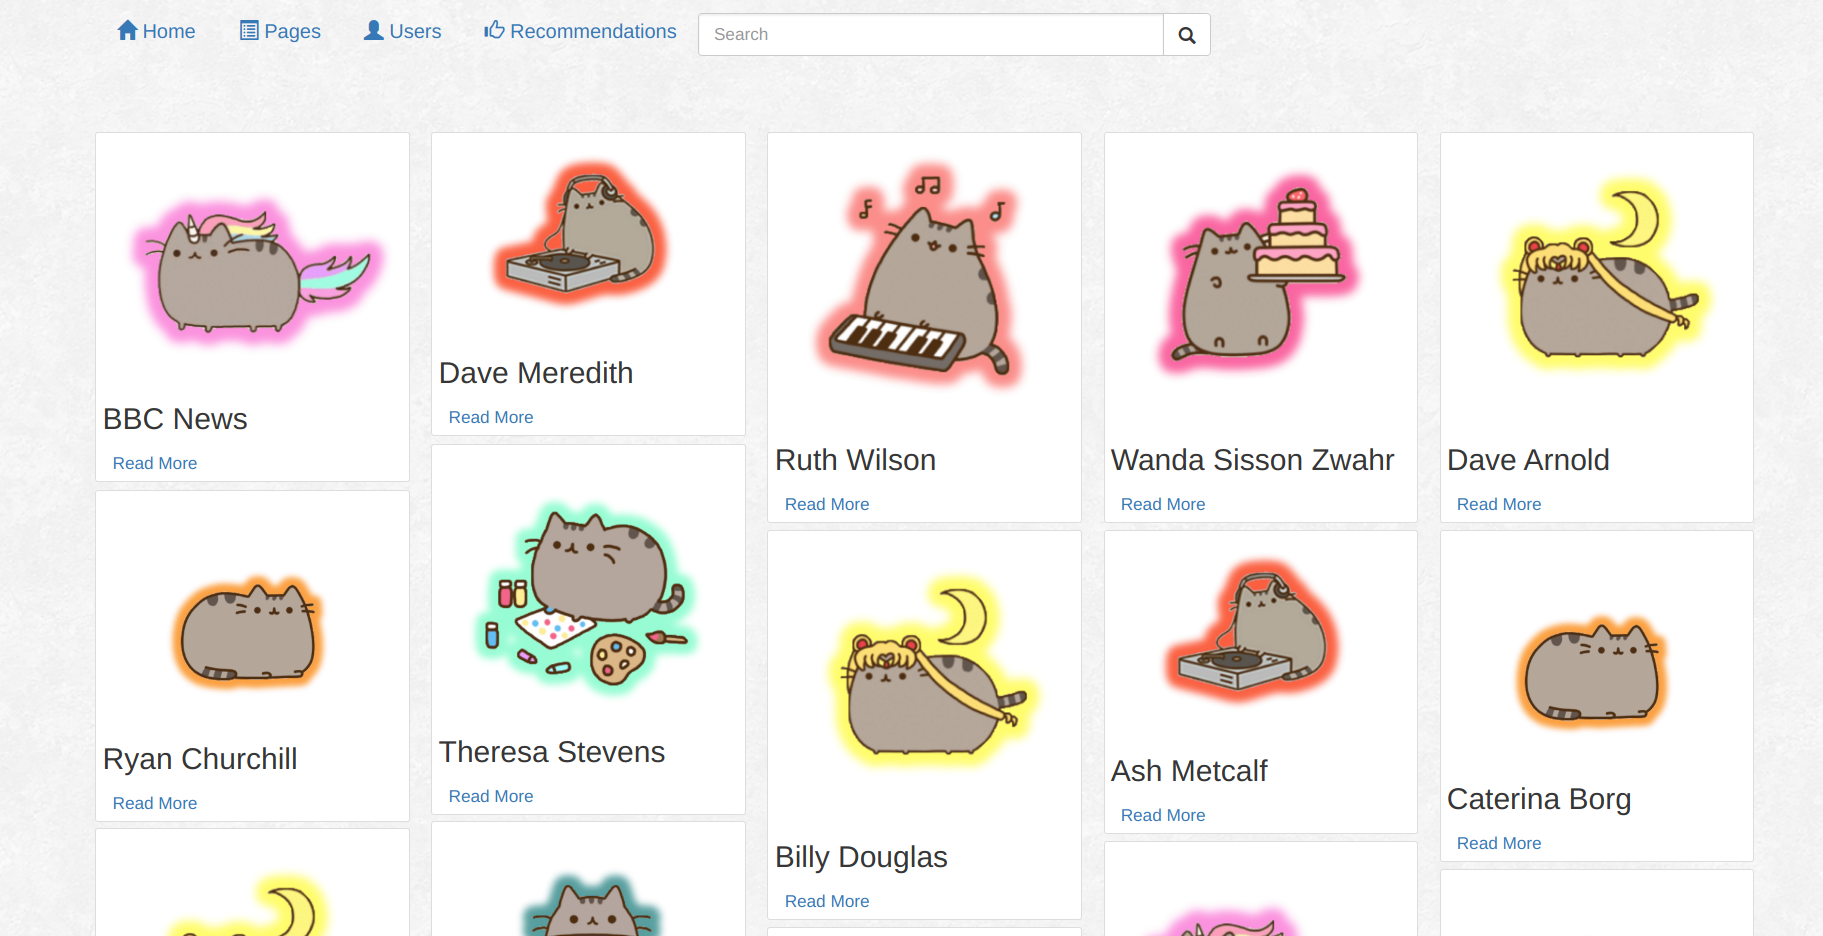 Home Pages Users Recommendations Search
BBC News
Read More
Dave Meredith
Read More
Ruth Wilson
Read More
Wanda Sisson Zwahr
Read More
Dave Arnold
Read More
Ryan Churchill
Read More
Theresa Stevens
Read More
Billy Douglas
Read More
Ash Metcalf
Read More
Caterina Borg
Read More